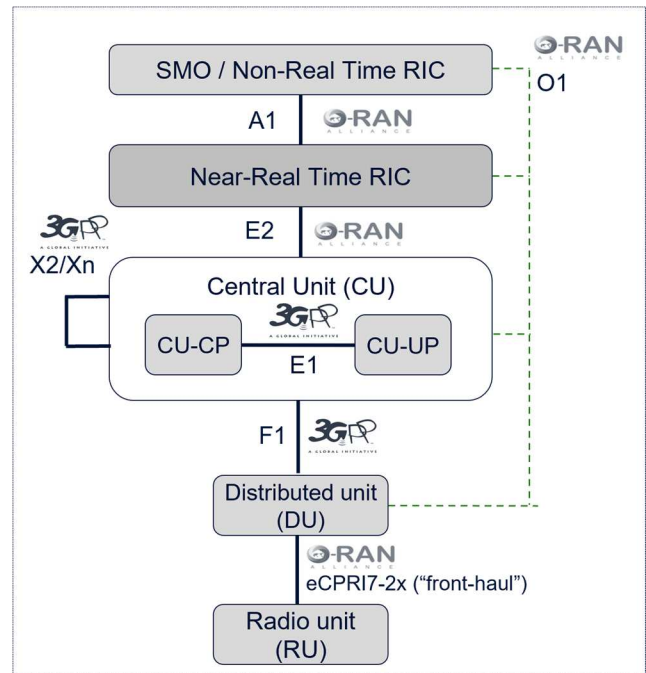 O-RAN
ALLIANCE
SMO / Non-Real Time RIC
O1
A1
O-RAN
ALLIANCE
Near-Real Time RIC
3GPP
A GLOBAL INITIATIVE
E2
O-RAN
ALLIANCE
X2/Xn
Central Unit (CU)
3GPP
A GLOBAL INITIATIVE
CU-CP
CU-UP
E1
F1
3GPP
A GLOBAL INITIATIVE
Distributed unit
(DU)
O-RAN
ALLIANCE
eCPRI7-2x (“front-haul”)
Radio unit
(RU)